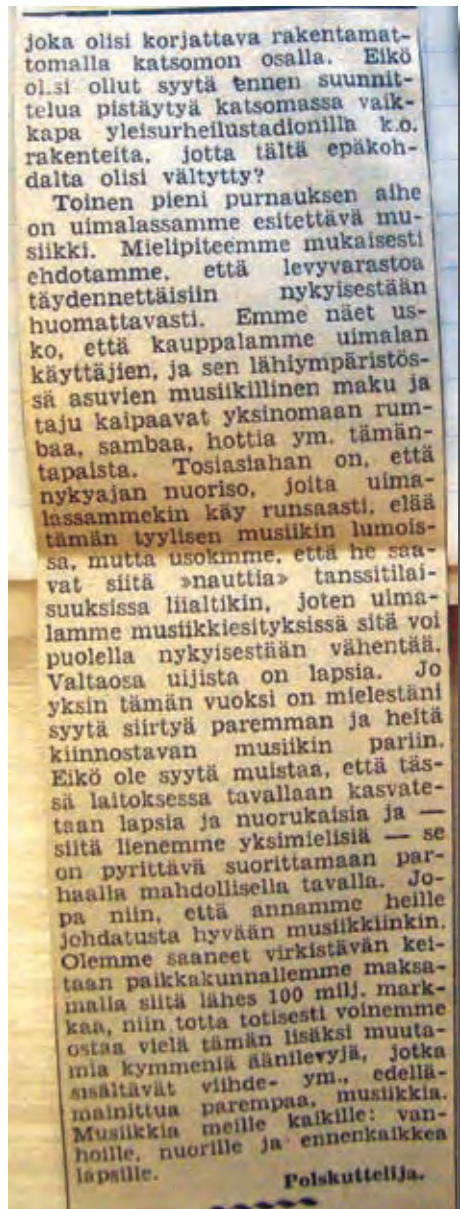 joka olisi korjattava rakentamat-
tomalla katsomon osalla. Eikö
ol.si ollut syytä ennen suunnit-
telua pistäytyä katsomassa vaik-
kapa yleisurheilustadionilla k.o.
rakenteita, jotta tältä epäkoh-
dalta olisi vältytty?
Toinen pieni purnauksen aihe
on uimalassamme esitettävä mu-
siikki. Mielipiteemme mukaisesti
ehdotamme, että levyvarastoa
täydennettäisiin nykyisestään
huomattavasti. Emme näet us-
ko, että kauppalamme uimalan
käyttäjien, ja sen lähiympäristös-
sä asuvien musiikillinen maku ja
taju kaipaavat yksinomaan rum-
baa, sambaa, hottia ym. tämän-
tapaista. Tosiasiahan on, että
nykyajan nuoriso, joita uima-
lassammekin käy runsaasti, elää
tämän tyylisen musiikin lumois-
sa, mutta usokmme, että he saa-
vat siitä »nauttia» tanssitilai-
suuksissa liialtikin, joten uima-
lamme musiikkiesityksissä sitä voi
puolella nykyisestään vähentää.
Valtaosa uijista on lapsia. Jo
yksin tämän vuoksi on mielestäni
syytä siirtyä paremman ja heitä
kiinnostavan musiikin pariin.
Eikö ole syytä muistaa, että täs-
sä laitoksessa tavallaan kasvate-
taan lapsia ja nuorukaisia ja —
siitä lienemme yksimielisiä — se
on pyrittävä suorittamaan par-
haalla mahdollisella tavalla. Jo-
pa niin, että annamme heille
johdatusta hyvään musiikkiinkin.
Olemme saaneet virkistävän kei-
taan paikkakunnallemme maksa-
malla siitä lähes 100 milj. mark-
kaa, niin totta totisesti voinemme
ostaa vielä tämän lisäksi muuta-
mia kymmeniä äänilevyjä, jotka
sisältävät viihde- ym., edellä-
mainittua parempaa, musiikkia.
Musiikkia meille kaikille: van-
hoille, nuorille ja ennenkaikkea
lapsille.
Polskuttelija.